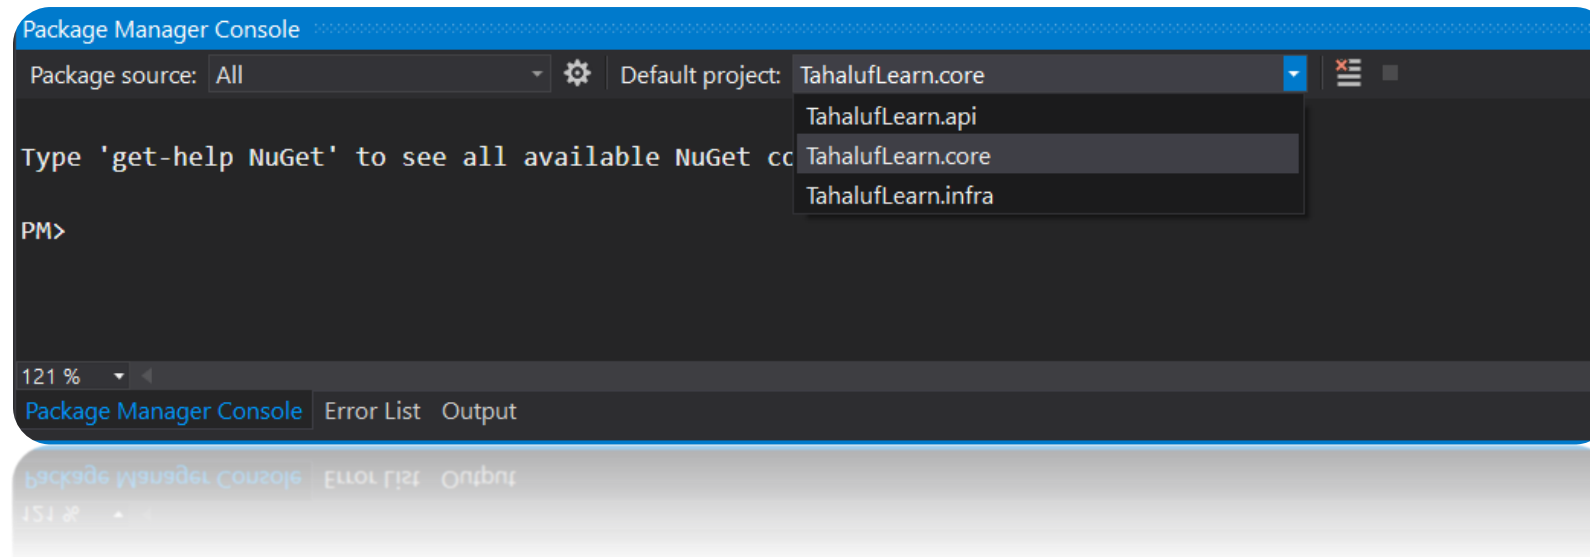 Package Manager Console
Package source: All Default project: TahalufLearn.core
TahalufLearn.api
Type 'get-help NuGet' to see all available NuGet co TahalufLearn.core
TahalufLearn.infra
PM>
121 %
Package Manager Console Error List Output